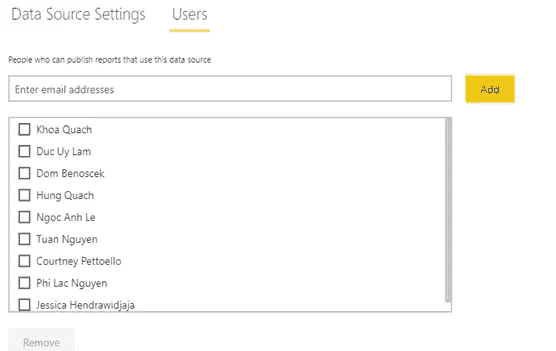 Data Source Settings Users
People who can publish reports that use this data source
Enter email addresses Add
Khoa Quach
Duc Uy Lam
Dom Benoscek
Hung Quach
Ngoc Anh Le
Tuan Nguyen
Courtney Pettoello
Phi Lac Nguyen
Jessica Hendrawidjaja
Remove